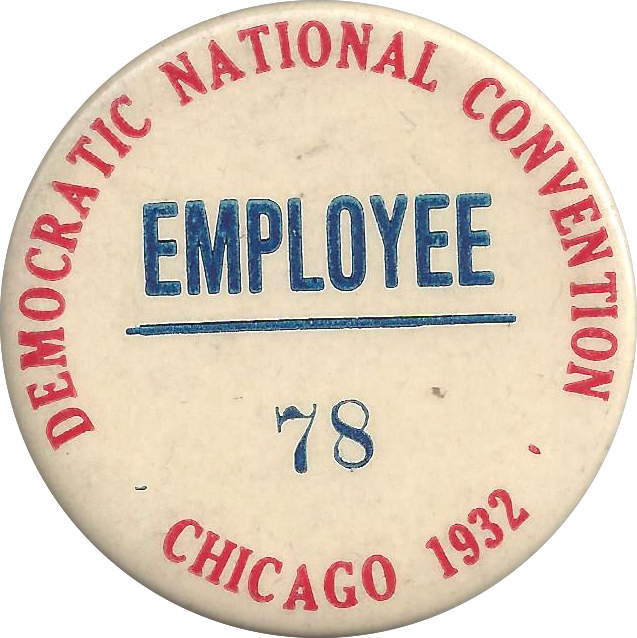 DEMOCRATIC NATIONAL CONVENTION
EMPLOYEE
78
CHICAGO 1932